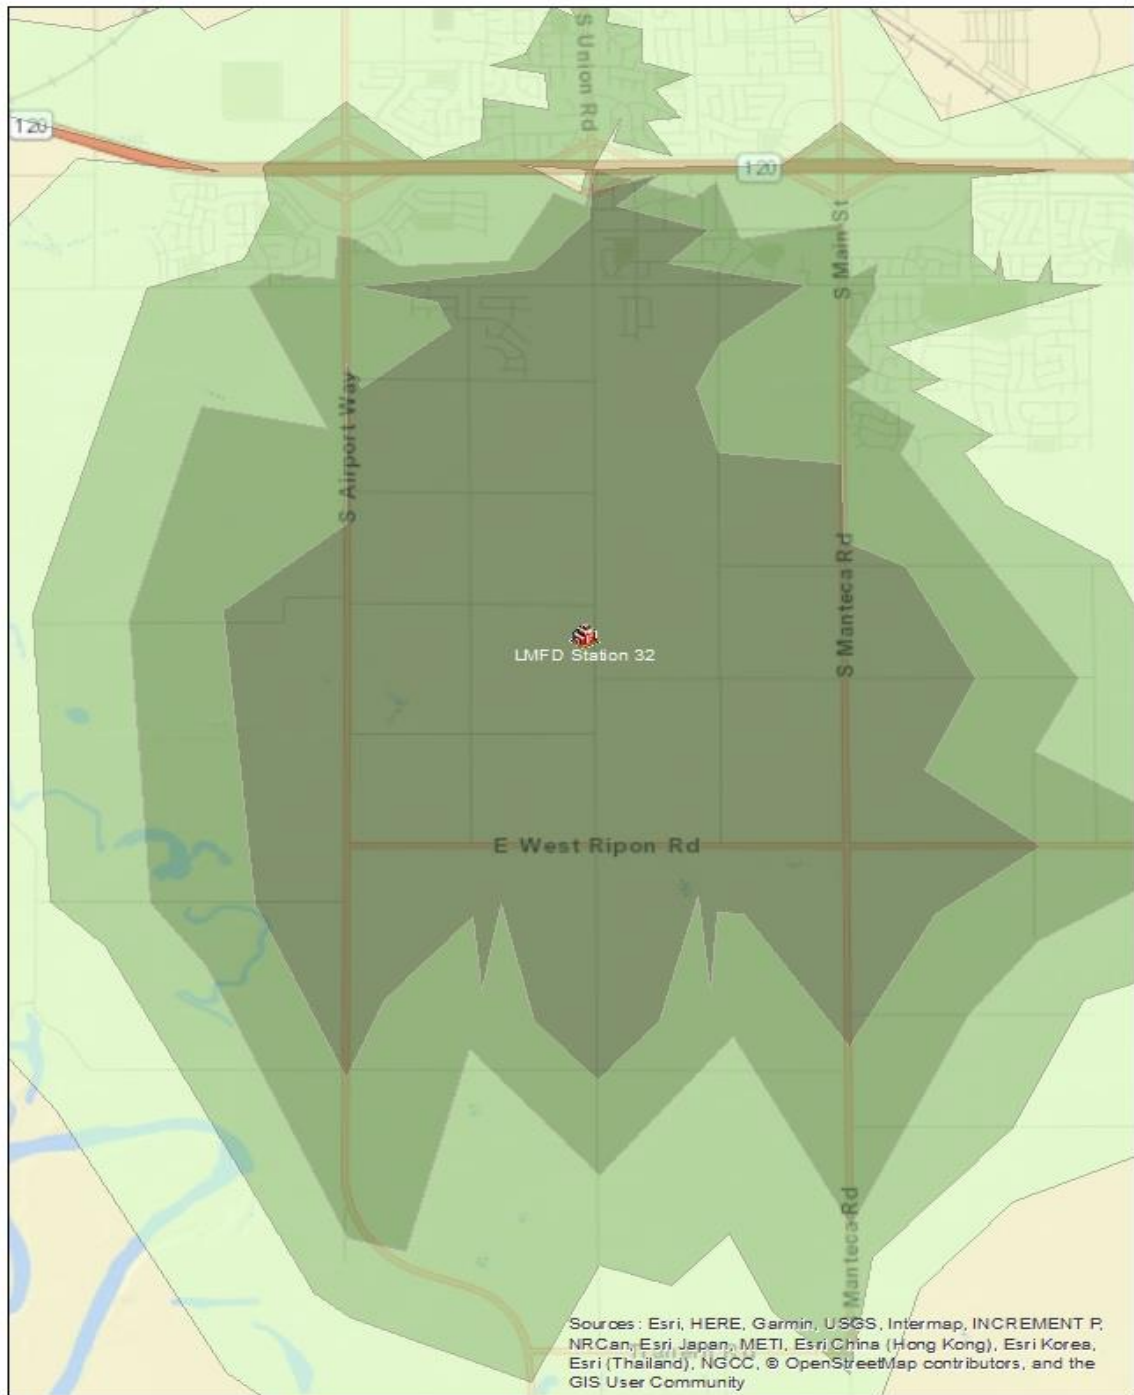 S Union Rd
120
120
S Main St
S Airport Way
S Manteca Rd
LMFD Station 32
E West Ripon Rd
S Manteca Rd
Sources: Esri, HERE, Garmin, USGS, Intermap, INCREMENT P,
NRCan, Esri Japan, METI, Esri China (Hong Kong), Esri Korea,
Esri (Thailand), NGCC, © OpenStreetMap contributors, and the
GIS User Community